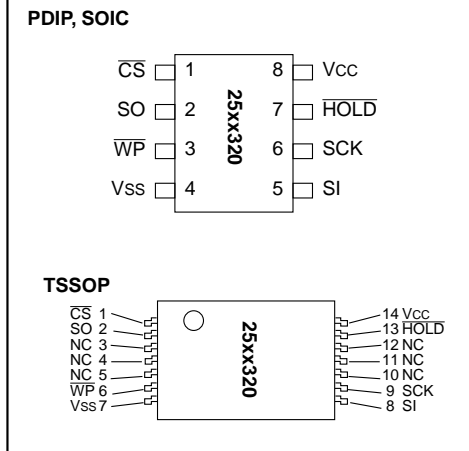 PDIP, SOIC
CS 1 8 VCC
SO 2 7 HOLD
WP 3 6 SCK
VSS 4 5 SI
25xx320
TSSOP
CS 1 14 VCC
SO 2 13 HOLD
NC 3 12 NC
NC 4 11 NC
NC 5 10 NC
WP 6 9 SCK
VSS 7 8 SI
25xx320